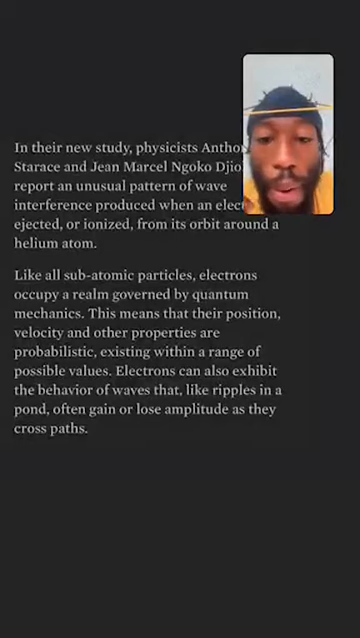 In their new study, physicists
Starace and Jean Marcel Ngoko
report an unusual pattern of wave
interference produced when an
ejected, or ionized, from its orbit around a
helium atom.
Like all sub-atomic particles, electrons
occupy a realm governed by quantum
mechanics. This means that their position,
velocity and other properties are
probabilistic, existing within a range of
possible values. Electrons can also exhibit
the behavior of waves that, like ripples in a
pond, often gain or lose amplitude as they
cross paths.